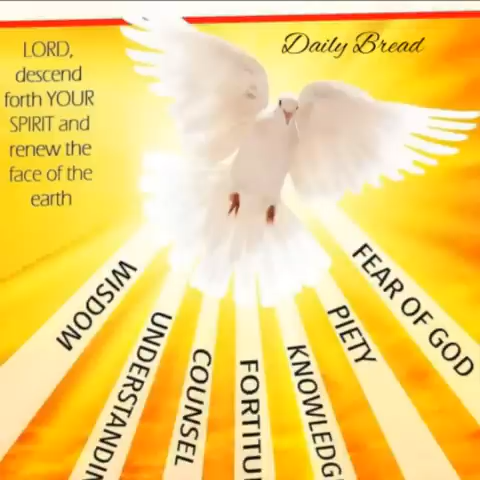 Daily Bread
LORD,
descend
forth YOUR
SPIRIT and
renew the
face of the
earth
WISDOM
UNDERSTANDIN
COUNSEL
FORTITU
KNOWLEDG
PIETY
FEAR OF GOD